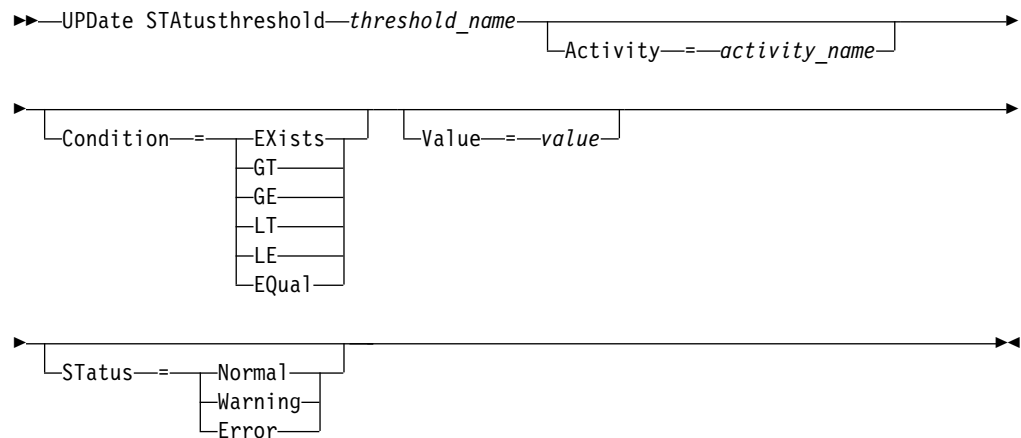 UPDate STAtusthreshold threshold_name
Activity = activity_name
Condition = EXists
GT
GE
LT
LE
EQual
Value = value
STatus = Normal
Warning
Error